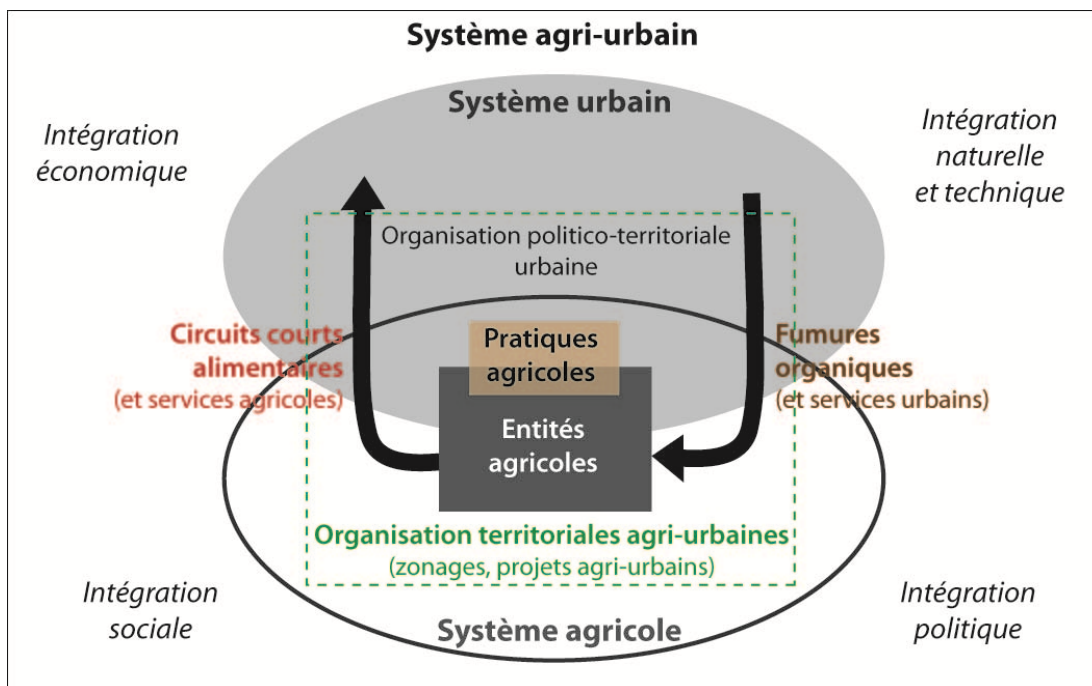 Système agri-urbain
Système urbain
Intégration
économique
Intégration
naturelle
et technique
Organisation politico-territoriale
urbaine
Circuits courts
alimentaires
(et services agricoles)
Pratiques
agricoles
Fumures
organiques
(et services urbains)
Entités
agricoles
Organisation territoriales agri-urbaines
(zonages, projets agri-urbains)
Intégration
sociale
Système agricole
Intégration
politique